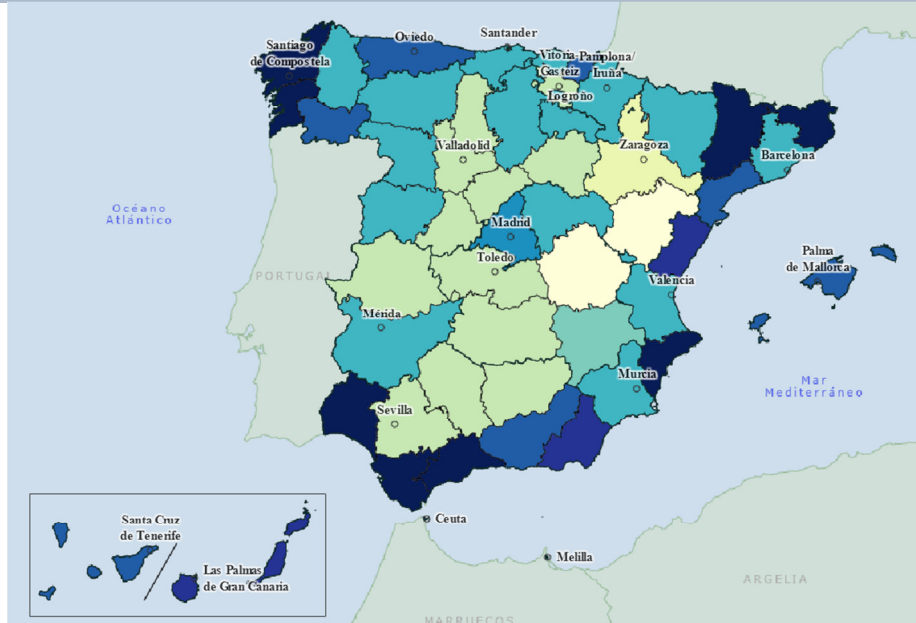 Santander
Oviedo
Santiago
de Compostela
Vitoria
Gasteiz
Pamplona/
Iruña
Logroño
Valladolid
Zaragoza
Barcelona
Océano
Atlántico
Madrid
Toledo
Palma
de Mallorca
PORTUGAL
Valencia
Mérida
Murcia
Mar
Mediterráneo
Sevilla
Ceuta
Santa Cruz
de Tenerife
Las Palmas
de Gran Canaria
Melilla
ARGELIA
MARRUECOS